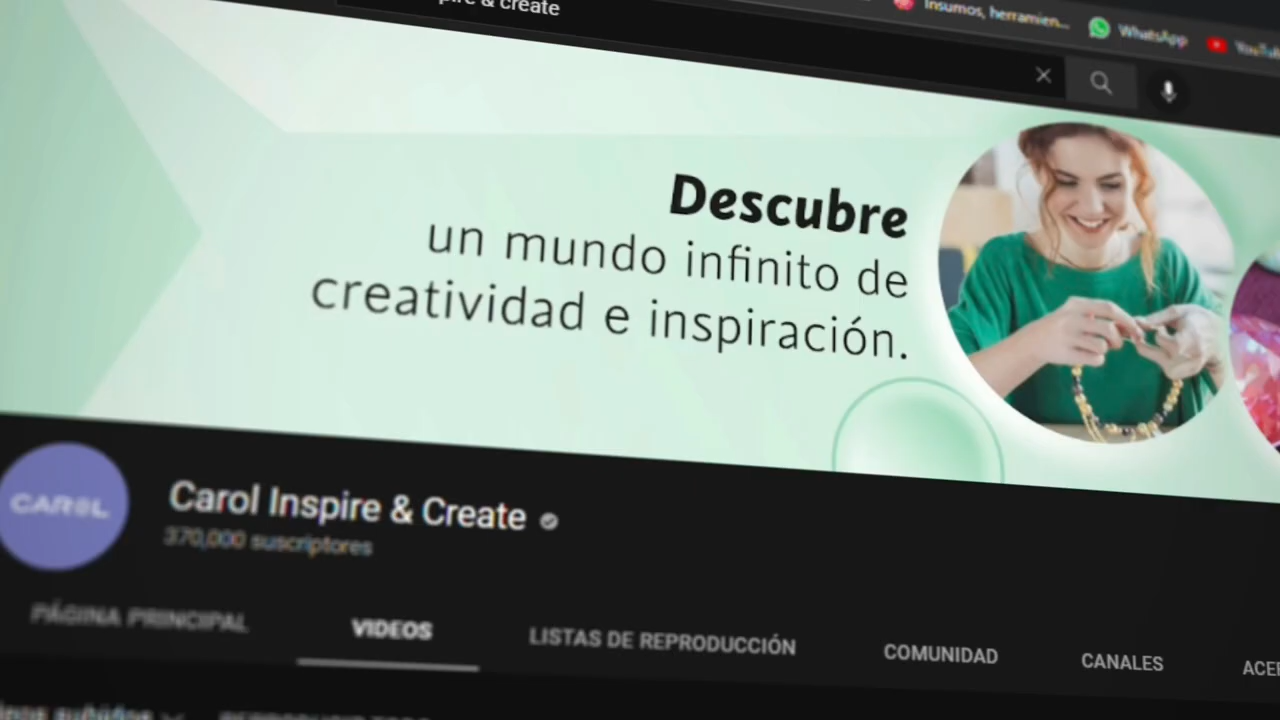 & create
Insumos, herramien...
WhatsApp
Descubre
un mundo infinito de
creatividad e inspiración.
CAROL
Carol Inspire & Create
370,000 suscriptores
PÁGINA PRINCIPAL
VIDEOS
LISTAS DE REPRODUCCIÓN
COMUNIDAD
CANALES